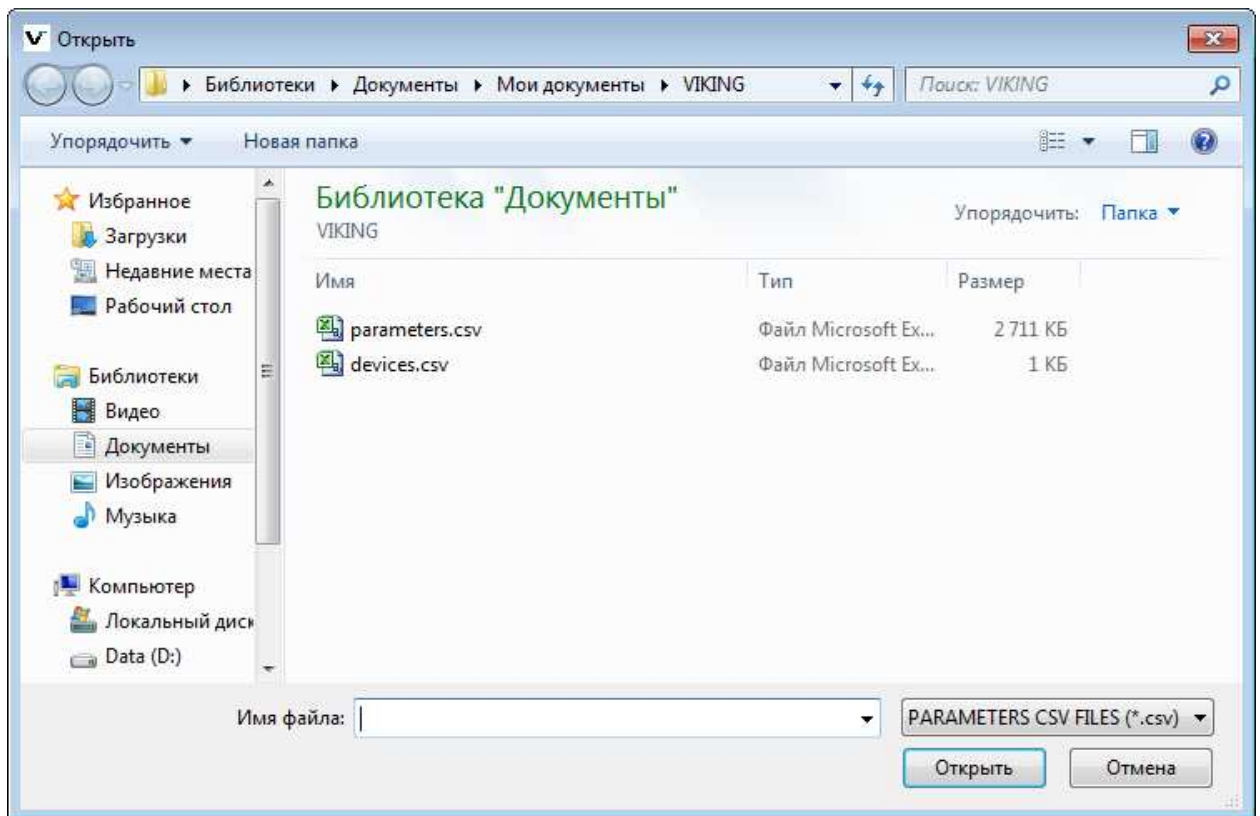 Открыть
Библиотеки Документы Мои документы VIKING
Поиск: VIKING
Упорядочить Новая папка
Избранное
Загрузки
Недавние места
Рабочий стол
Библиотеки
Видео
Документы
Изображения
Музыка
Компьютер
Локальный диск
Data (D:)
Библиотека "Документы"
VIKING
Упорядочить: Папка
Имя Тип Размер
parameters.csv Файл Microsoft Ex... 2 711 КБ
devices.csv Файл Microsoft Ex... 1 КБ
Имя файла: PARAMETERS CSV FILES (*.csv)
Открыть Отмена